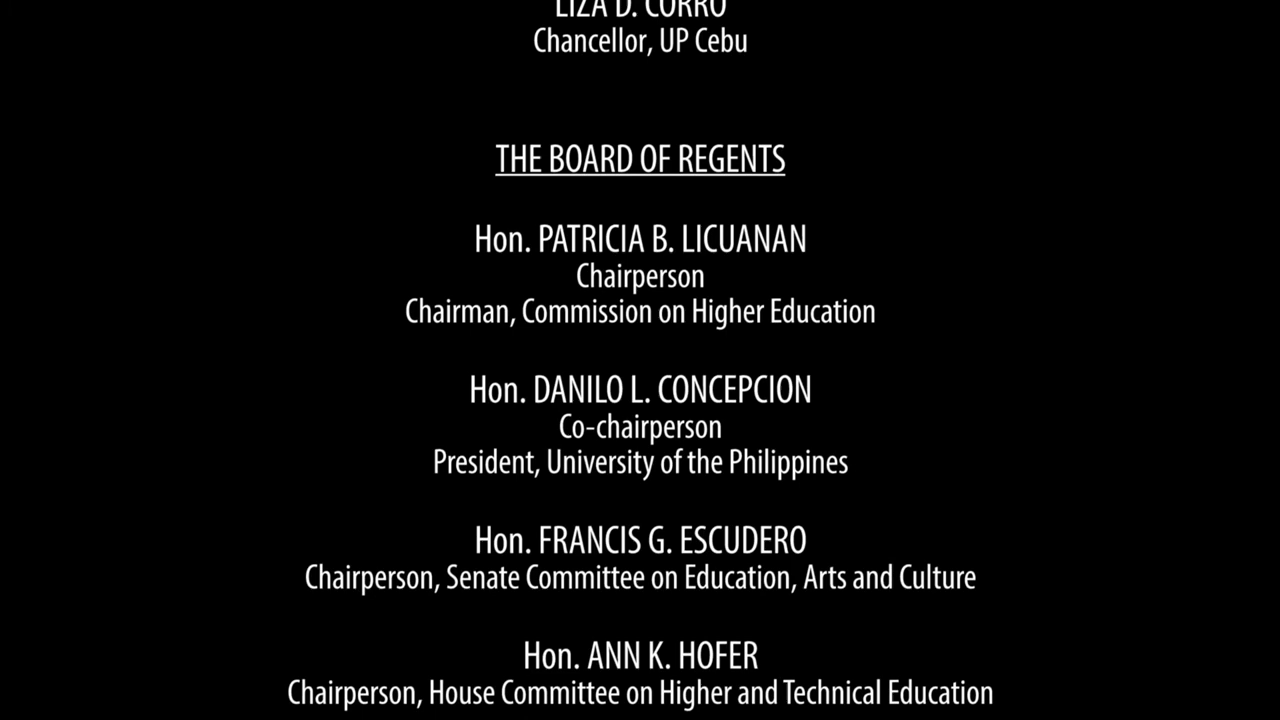 LIZA D. CORRO
Chancellor, UP Cebu
THE BOARD OF REGENTS
Hon. PATRICIA B. LICUANAN
Chairperson
Chairman, Commission on Higher Education
Hon. DANILO L. CONCEPCION
Co-chairperson
President, University of the Philippines
Hon. FRANCIS G. ESCUDERO
Chairperson, Senate Committee on Education, Arts and Culture
Hon. ANN K. HOFER
Chairperson, House Committee on Higher and Technical Education